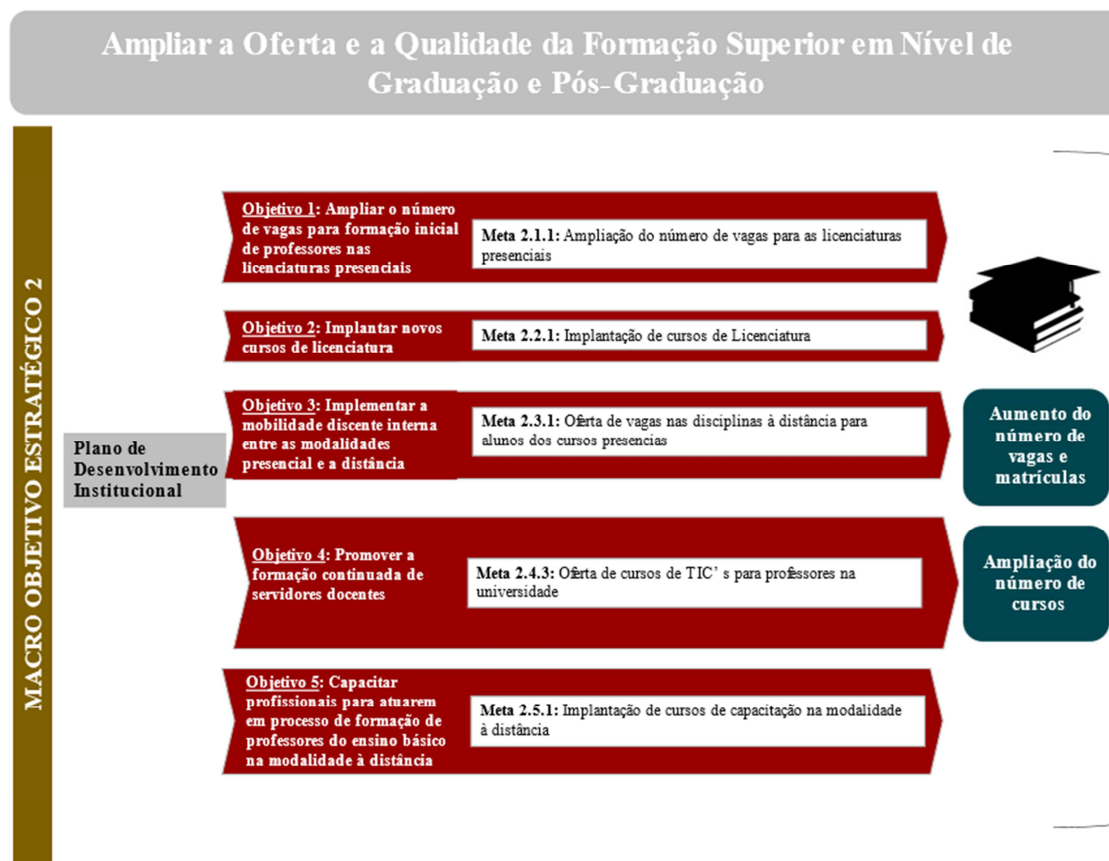 Ampliar a Oferta e a Qualidade da Formação Superior em Nível de
Graduação e Pós-Graduação
MACRO OBJETIVO ESTRATÉGICO 2
Plano de
Desenvolvimento
Institucional
Objetivo 1: Ampliar o número
de vagas para formação inicial
de professores nas
licenciaturas presenciais
Meta 2.1.1: Ampliação do número de vagas para as licenciaturas
presenciais
Objetivo 2: Implantar novos
cursos de licenciatura
Meta 2.2.1: Implantação de cursos de Licenciatura
Objetivo 3: Implementar a
mobilidade discente interna
entre as modalidades
presencial e a distância
Meta 2.3.1: Oferta de vagas nas disciplinas à distância para
alunos dos cursos presencias
Objetivo 4: Promover a
formação continuada de
servidores docentes
Meta 2.4.3: Oferta de cursos de TIC' s para professores na
universidade
Objetivo 5: Capacitar
profissionais para atuarem
em processo de formação de
professores do ensino básico
na modalidade à distância
Meta 2.5.1: Implantação de cursos de capacitação na modalidade
à distância
Aumento do
número de
vagas e
matrículas
Ampliação do
número de
cursos